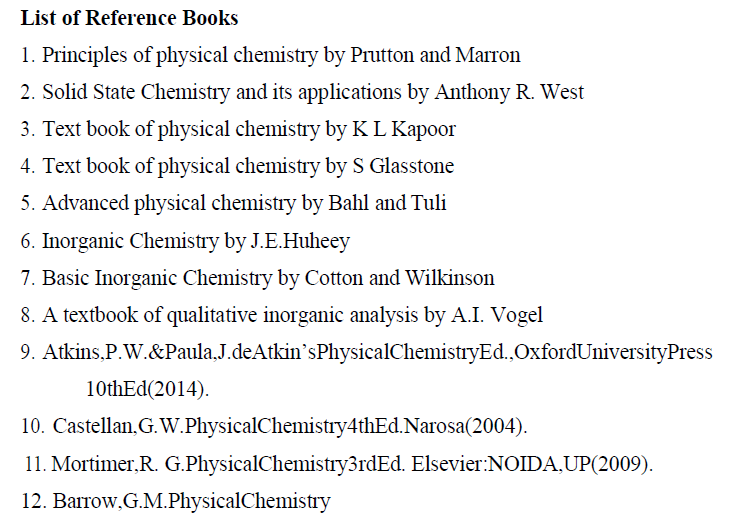 List of Reference Books
1. Principles of physical chemistry by Prutton and Marron
2. Solid State Chemistry and its applications by Anthony R. West
3. Text book of physical chemistry by K L Kapoor
4. Text book of physical chemistry by S Glasstone
5. Advanced physical chemistry by Bahl and Tuli
6. Inorganic Chemistry by J.E.Huheey
7. Basic Inorganic Chemistry by Cotton and Wilkinson
8. A textbook of qualitative inorganic analysis by A.I. Vogel
9. Atkins,P.W.&Paula,J.deAtkin’sPhysicalChemistryEd.,OxfordUniversityPress
10thEd(2014).
10. Castellan,G.W.PhysicalChemistry4thEd.Narosa(2004).
11. Mortimer,R. G.PhysicalChemistry3rdEd. Elsevier:NOIDA,UP(2009).
12. Barrow,G.M.PhysicalChemistry